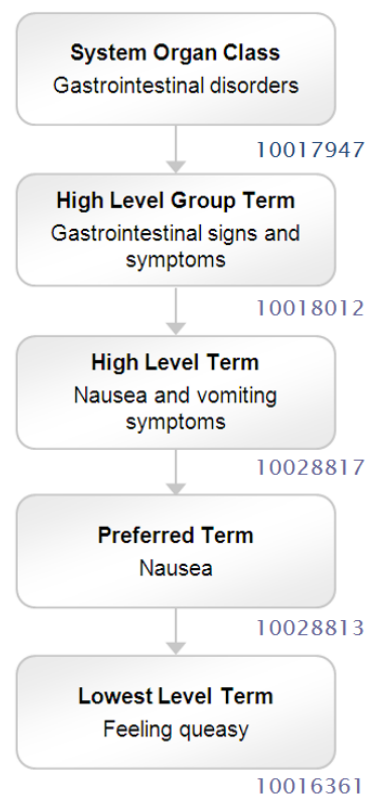 System Organ Class
Gastrointestinal disorders
10017947
High Level Group Term
Gastrointestinal signs and
symptoms
10018012
High Level Term
Nausea and vomiting
symptoms
10028817
Preferred Term
Nausea
10028813
Lowest Level Term
Feeling queasy
10016361